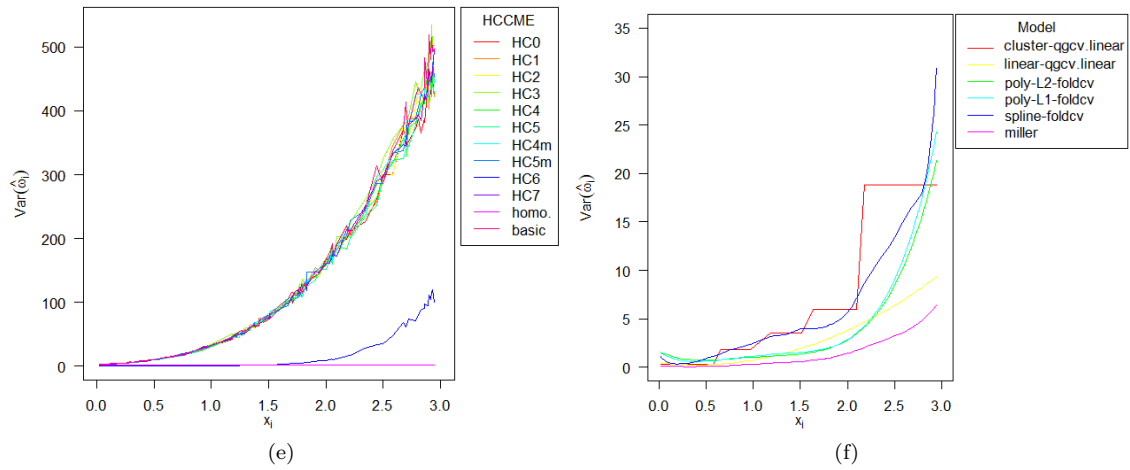 HCCME
HC0
HC1
HC2
HC3
HC4
HC5
HC4m
HC5m
HC6
HC7
homo.
basic
500
400
300
200
100
0
Var(ω̂ᵢ)
0.0 0.5 1.0 1.5 2.0 2.5 3.0
xᵢ
(e)
Model
cluster-qgcv.linear
linear-qgcv.linear
poly-L2-foldcv
poly-L1-foldcv
spline-foldcv
miller
35
30
25
20
15
10
5
0
Var(ω̂ᵢ)
0.0 0.5 1.0 1.5 2.0 2.5 3.0
xᵢ
(f)